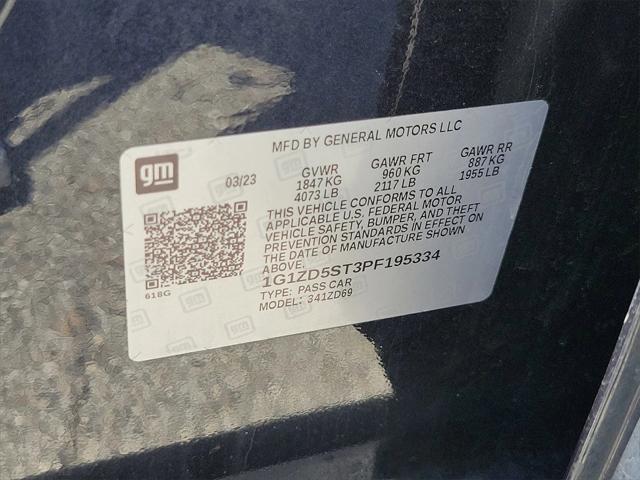 MFD BY GENERAL MOTORS LLC
gm
03/23
GVWR
1847 KG
4073 LB
GAWR FRT
960 KG
2117 LB
GAWR RR
887 KG
1955 LB
THIS VEHICLE CONFORMS TO ALL
APPLICABLE U.S. FEDERAL MOTOR
VEHICLE SAFETY, BUMPER, AND THEFT
PREVENTION STANDARDS IN EFFECT ON
THE DATE OF MANUFACTURE SHOWN
ABOVE.
1G1ZD5ST3PF195334
TYPE: PASS CAR
MODEL: 341ZD69
618G